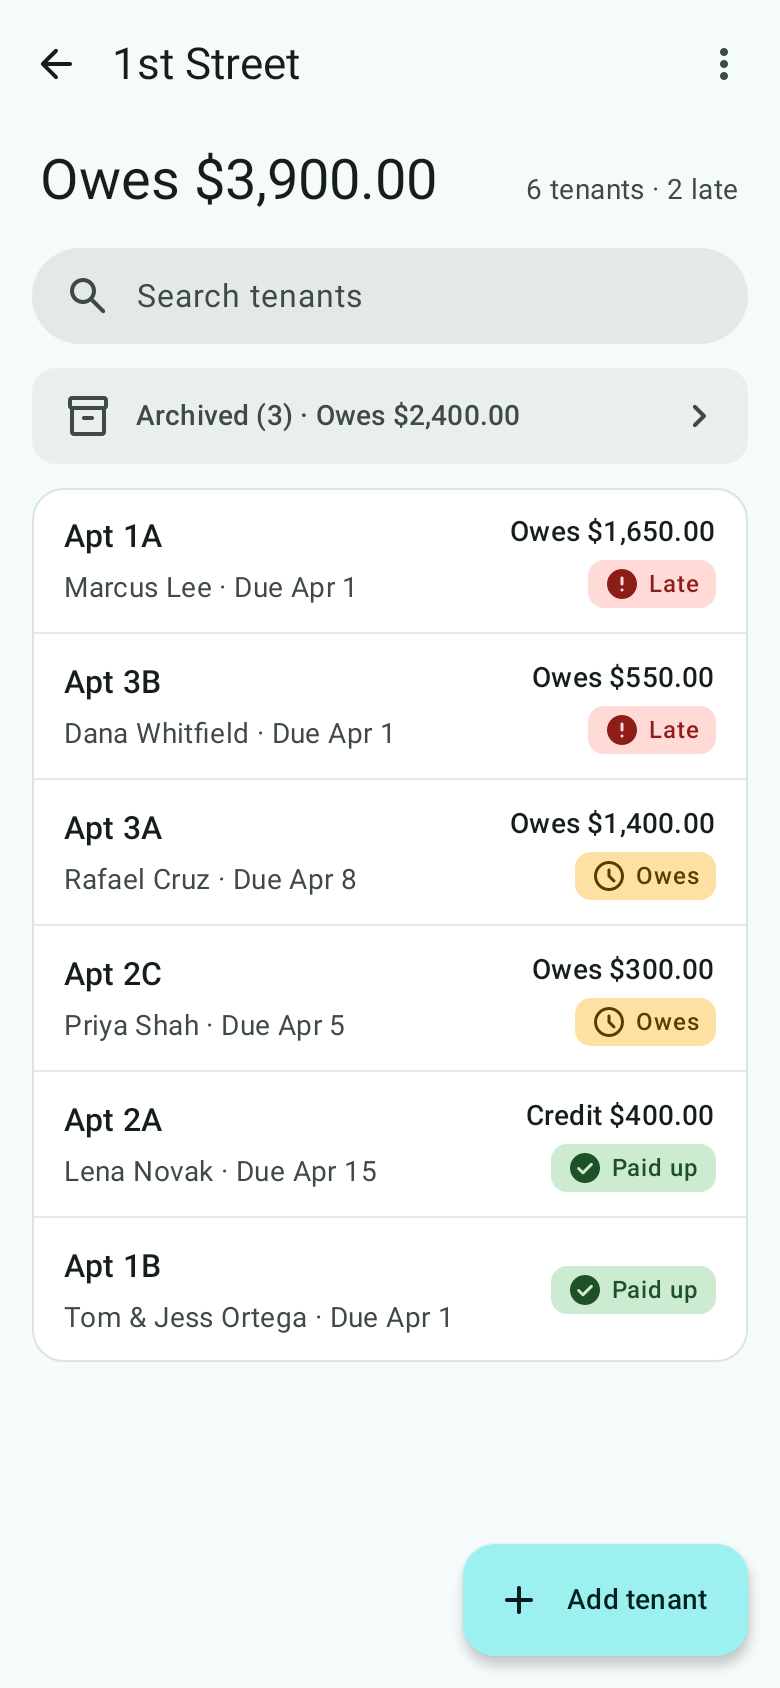 1st Street
Owes $3,900.00
6 tenants · 2 late
Search tenants
Archived (3) · Owes $2,400.00
Apt 1A
Owes $1,650.00
Marcus Lee · Due Apr 1
Late
Apt 3B
Owes $550.00
Dana Whitfield · Due Apr 1
Late
Apt 3A
Owes $1,400.00
Rafael Cruz · Due Apr 8
Owes
Apt 2C
Owes $300.00
Priya Shah · Due Apr 5
Owes
Apt 2A
Credit $400.00
Lena Novak · Due Apr 15
Paid up
Apt 1B
Paid up
Tom & Jess Ortega · Due Apr 1
Add tenant